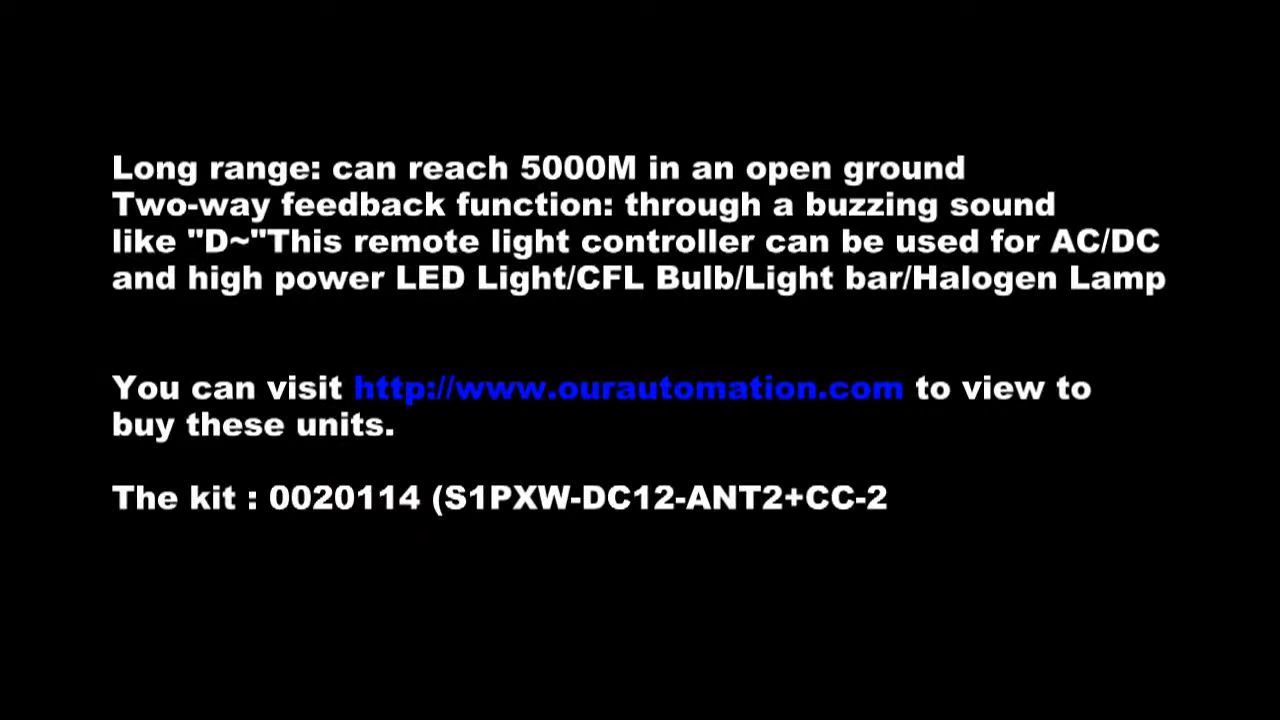 Long range: can reach 5000M in an open ground
Two-way feedback function: through a buzzing sound
like "D~"This remote light controller can be used for AC/DC
and high power LED Light/CFL Bulb/Light bar/Halogen Lamp
You can visit http://www.ourautomation.com to view to
buy these units.
The kit : 0020114 (S1PXW-DC12-ANT2+CC-2